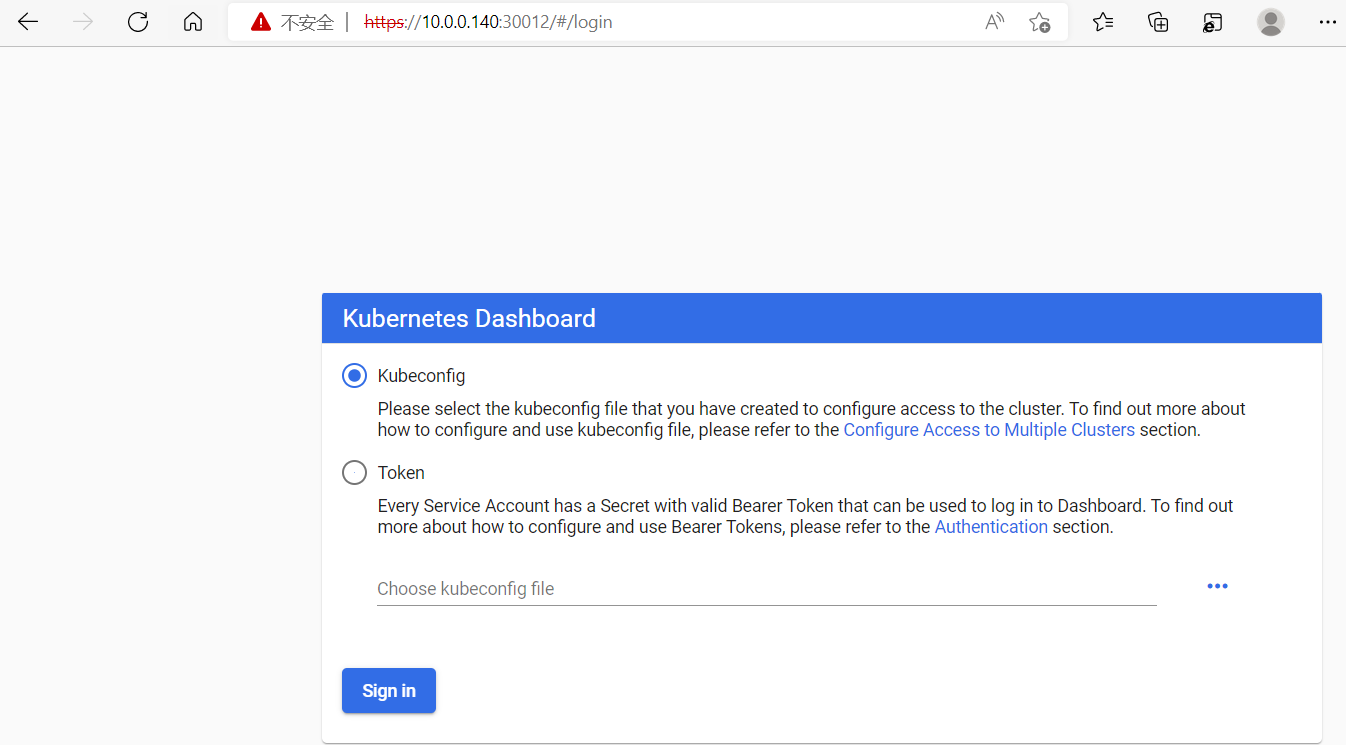 不安全 | https://10.0.0.140:30012/#/login
Kubernetes Dashboard
Kubeconfig
Please select the kubeconfig file that you have created to configure access to the cluster. To find out more about
how to configure and use kubeconfig file, please refer to the Configure Access to Multiple Clusters section.
Token
Every Service Account has a Secret with valid Bearer Token that can be used to log in to Dashboard. To find out
more about how to configure and use Bearer Tokens, please refer to the Authentication section.
Choose kubeconfig file
Sign in